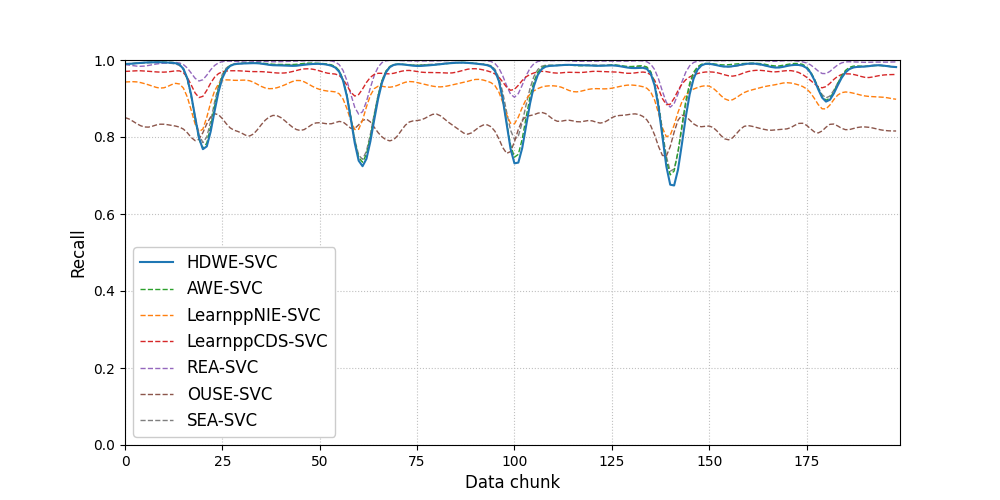 1.0
0.8
0.6
0.4
0.2
0.0
Recall
HDWE-SVC
AWE-SVC
LearnppNIE-SVC
LearnppCDS-SVC
REA-SVC
OUSE-SVC
SEA-SVC
0 25 50 75 100 125 150 175
Data chunk